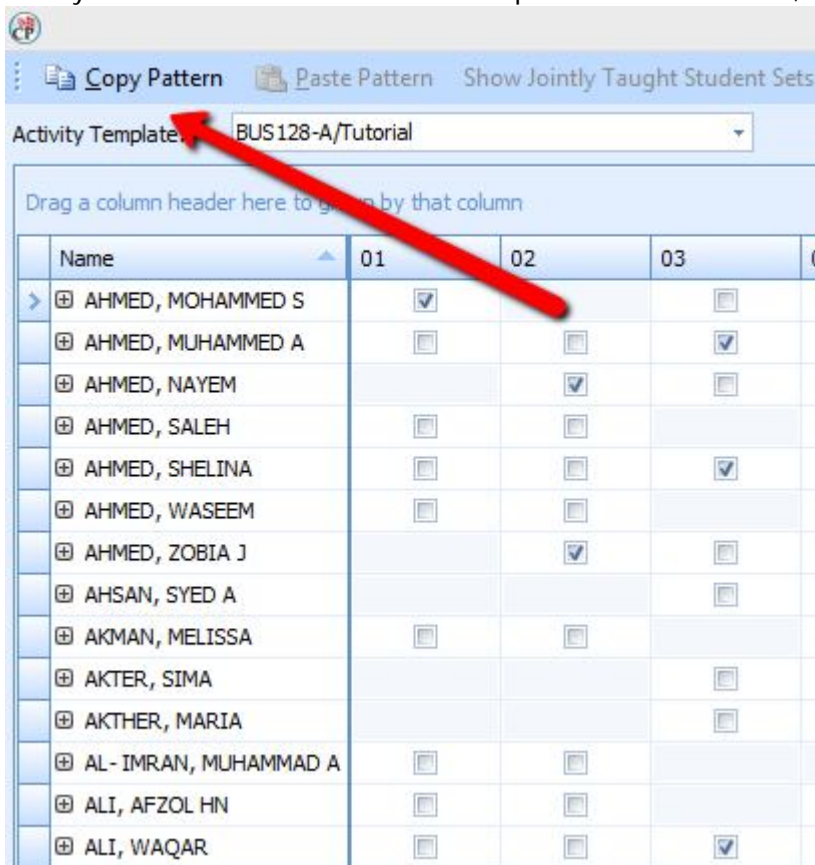 CP
Copy Pattern Paste Pattern Show Jointly Taught Student Sets
Activity Template: BUS128-A/Tutorial
Drag a column header here to by that column
Name 01 02 03
AHMED, MOHAMMED S
AHMED, MUHAMMED A
AHMED, NAYEM
AHMED, SALEH
AHMED, SHELINA
AHMED, WASEEM
AHMED, ZOBIA J
AHSAN, SYED A
AKMAN, MELISSA
AKTER, SIMA
AKTHER, MARIA
AL- IMRAN, MUHAMMAD A
ALI, AFZOL HN
ALI, WAQAR